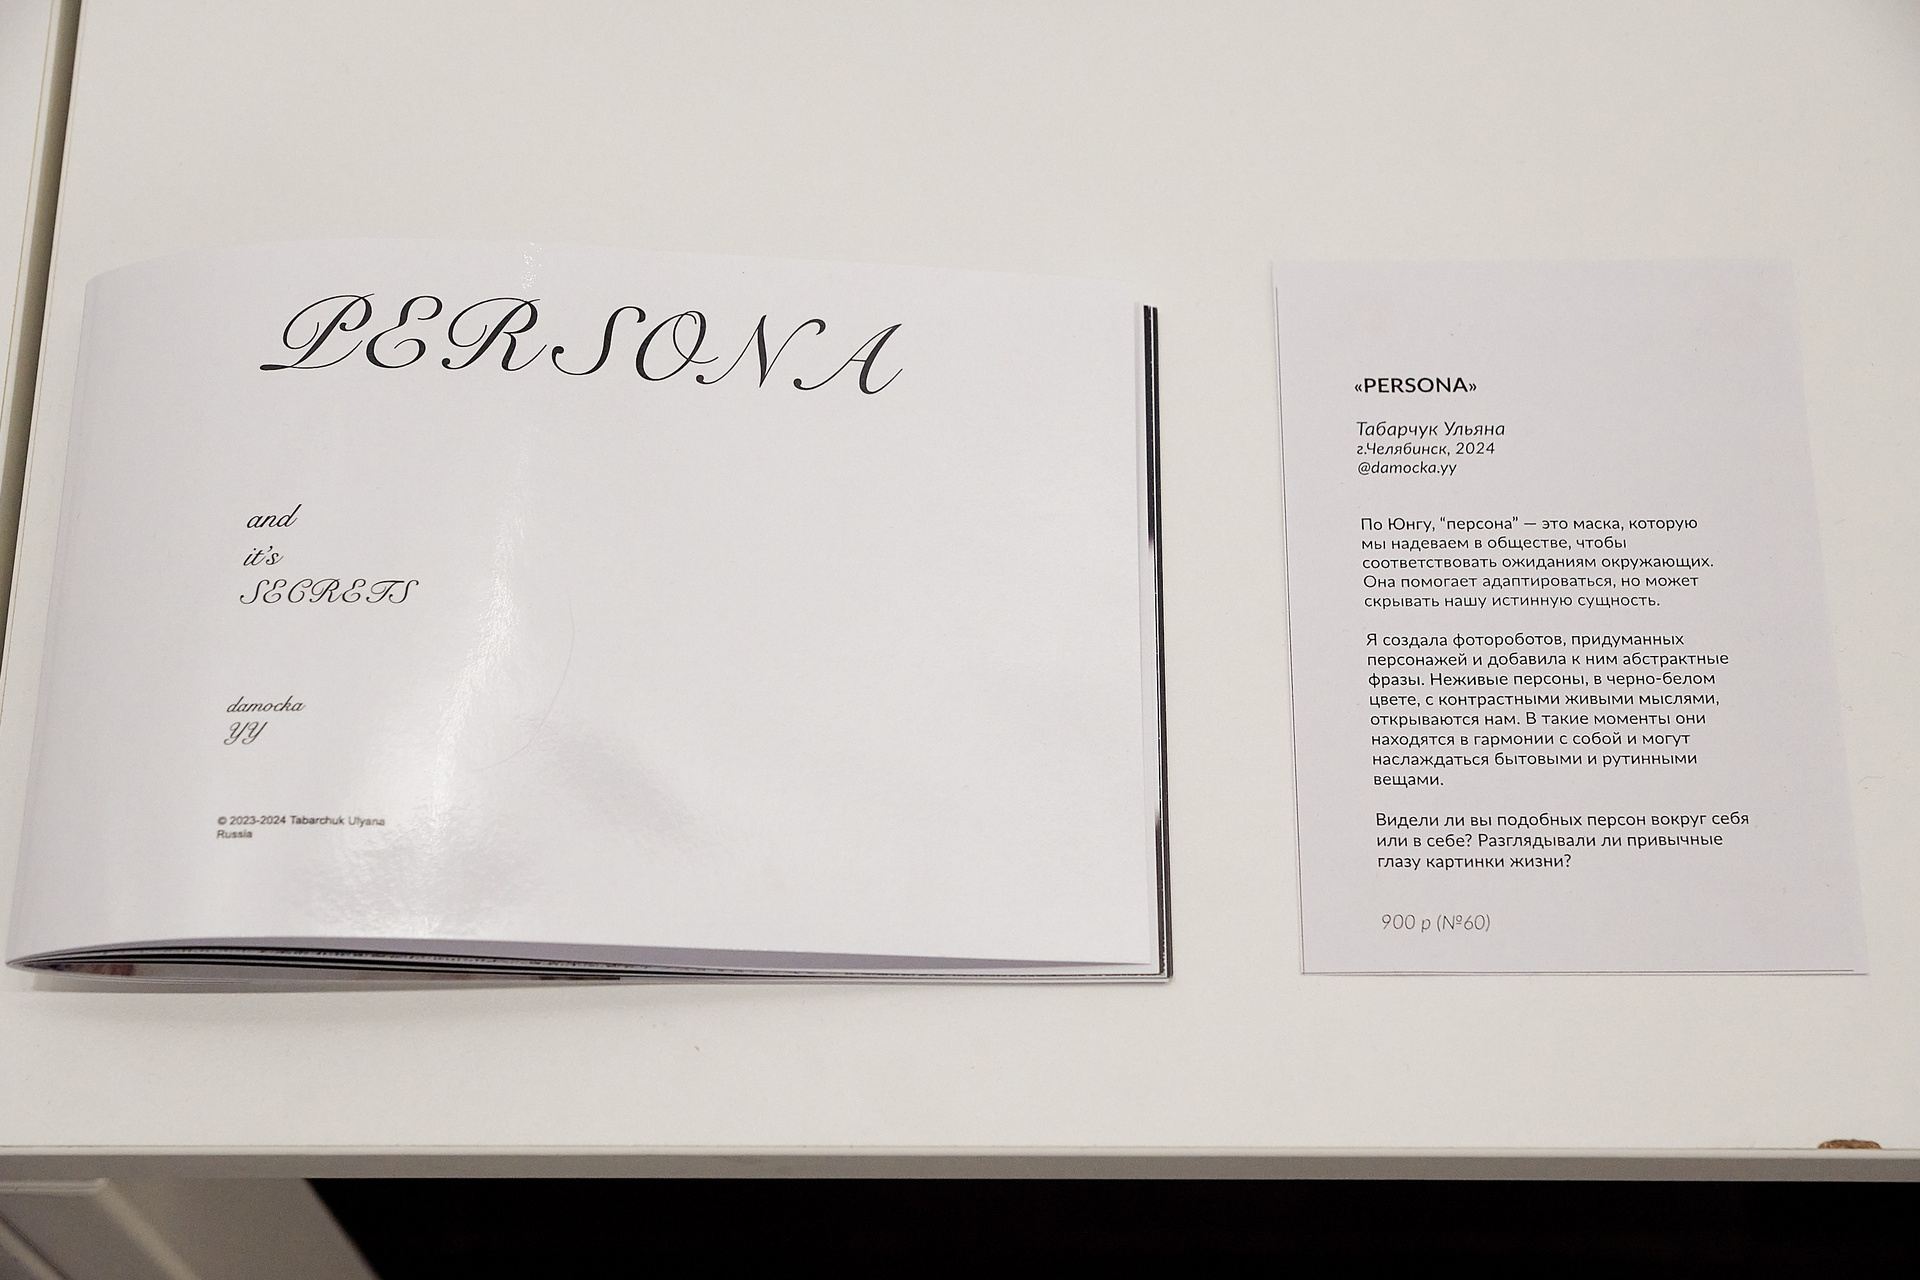 PERSONA
and
it's
SECRETS
damocka
YY
© 2023-2024 Tabarchuk Ulyana
Russia
«PERSONA»
Табарчук Ульяна
г.Челябинск, 2024
@damocka.yy
По Юнгу, “персона” — это маска, которую
мы надеваем в обществе, чтобы
соответствовать ожиданиям окружающих.
Она помогает адаптироваться, но может
скрывать нашу истинную сущность.
Я создала фотороботов, придуманных
персонажей и добавила к ним абстрактные
фразы. Неживые персоны, в черно-белом
цвете, с контрастными живыми мыслями,
открываются нам. В такие моменты они
находятся в гармонии с собой и могут
наслаждаться бытовыми и рутинными
вещами.
Видели ли вы подобных персон вокруг себя
или в себе? Разглядывали ли привычные
глазу картинки жизни?
900 р (№60)